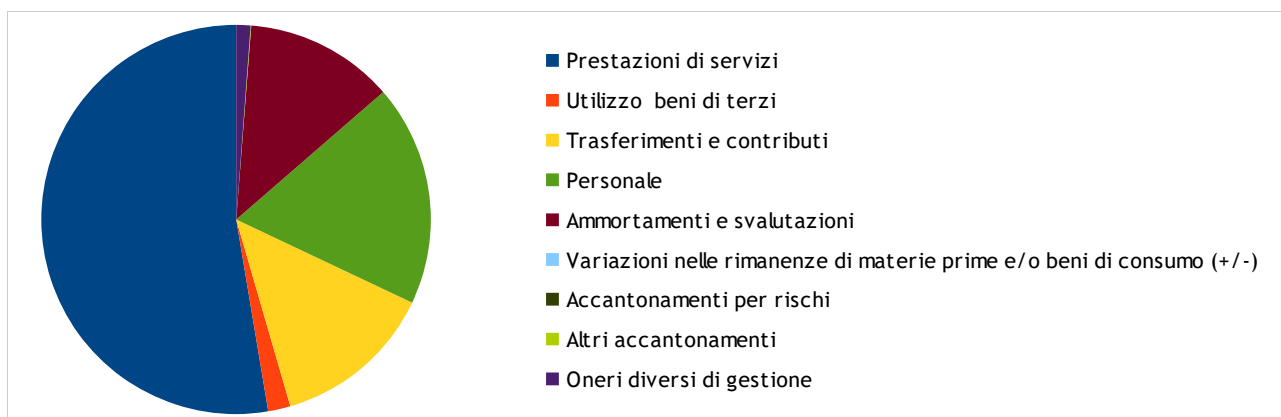 Prestazioni di servizi
Utilizzo beni di terzi
Trasferimenti e contributi
Personale
Ammortamenti e svalutazioni
Variazioni nelle rimanenze di materie prime e/o beni di consumo (+/-)
Accantonamenti per rischi
Altri accantonamenti
Oneri diversi di gestione